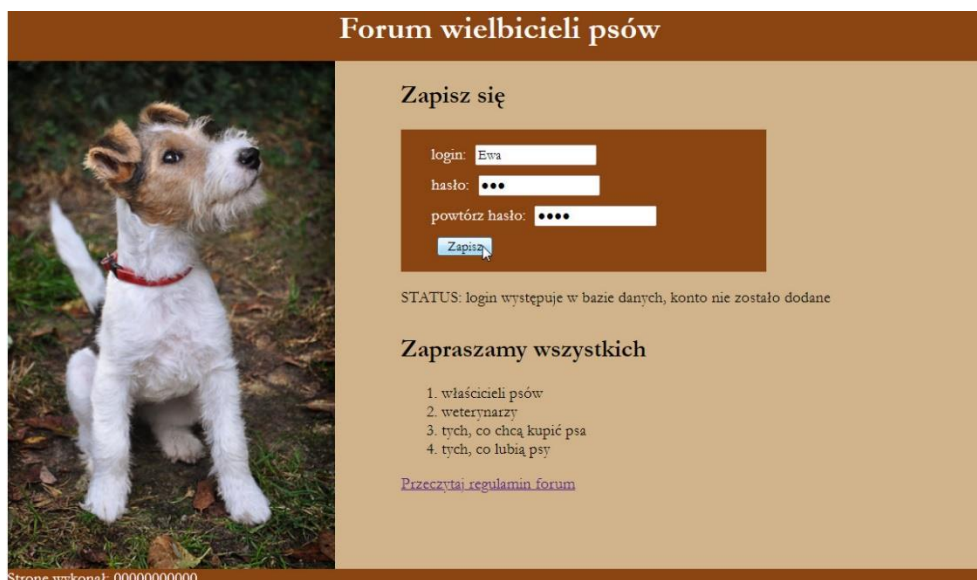 Forum wielbicieli psów
Zapisz się
login: Ewa
hasło: ●●●
powtórz hasło: ●●●●
Zapisz
STATUS: login występuje w bazie danych, konto nie zostało dodane
Zapraszamy wszystkich
1. właścicieli psów
2. weterynarzy
3. tych, co chcą kupić psa
4. tych, co lubią psy
Przeczytaj regulamin forum
Stronę wykonał: 00000000000